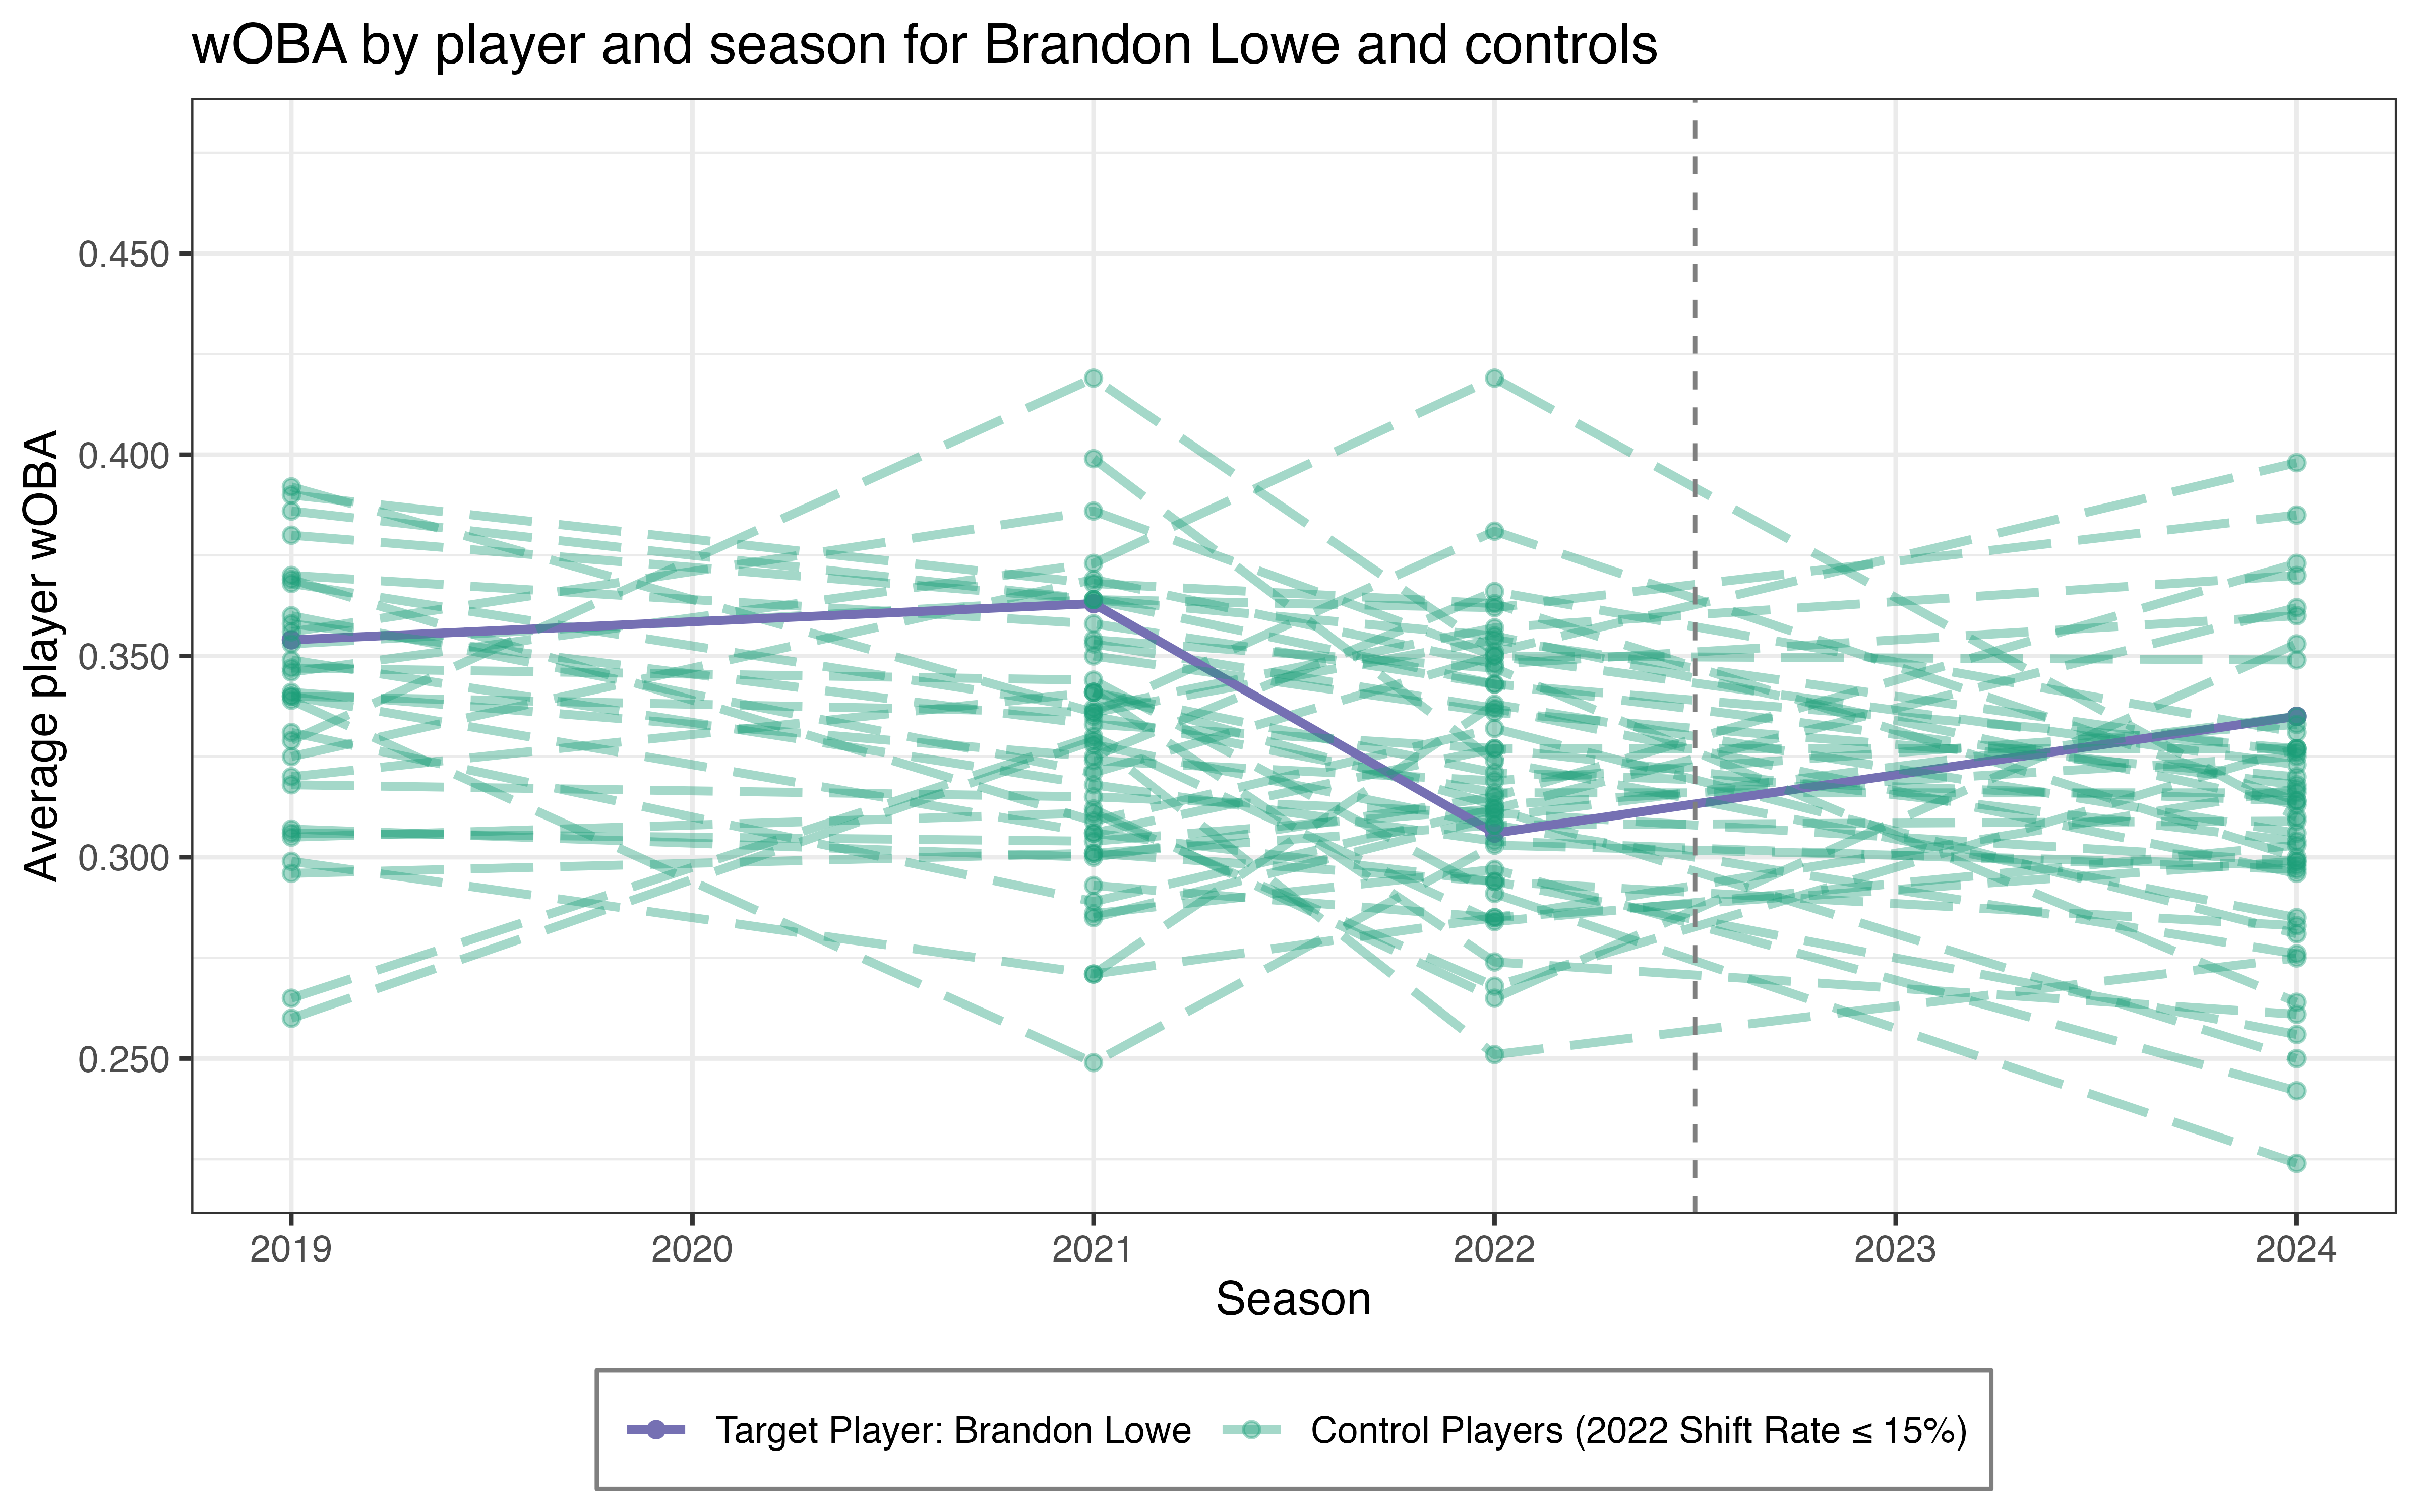 wOBA by player and season for Brandon Lowe and controls
Average player wOBA
0.450
0.400
0.350
0.300
0.250
2019 2020 2021 2022 2023 2024
Season
Target Player: Brandon Lowe Control Players (2022 Shift Rate ≤ 15%)